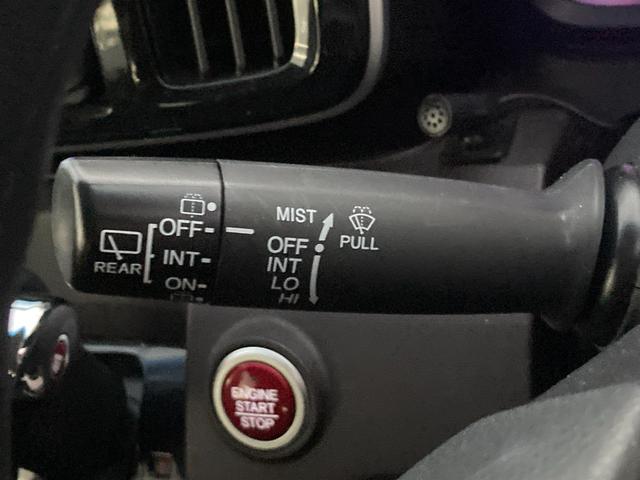 OFF
INT
ON
REAR
MIST
OFF
INT
LO
HI
PULL
ENGINE
START
STOP